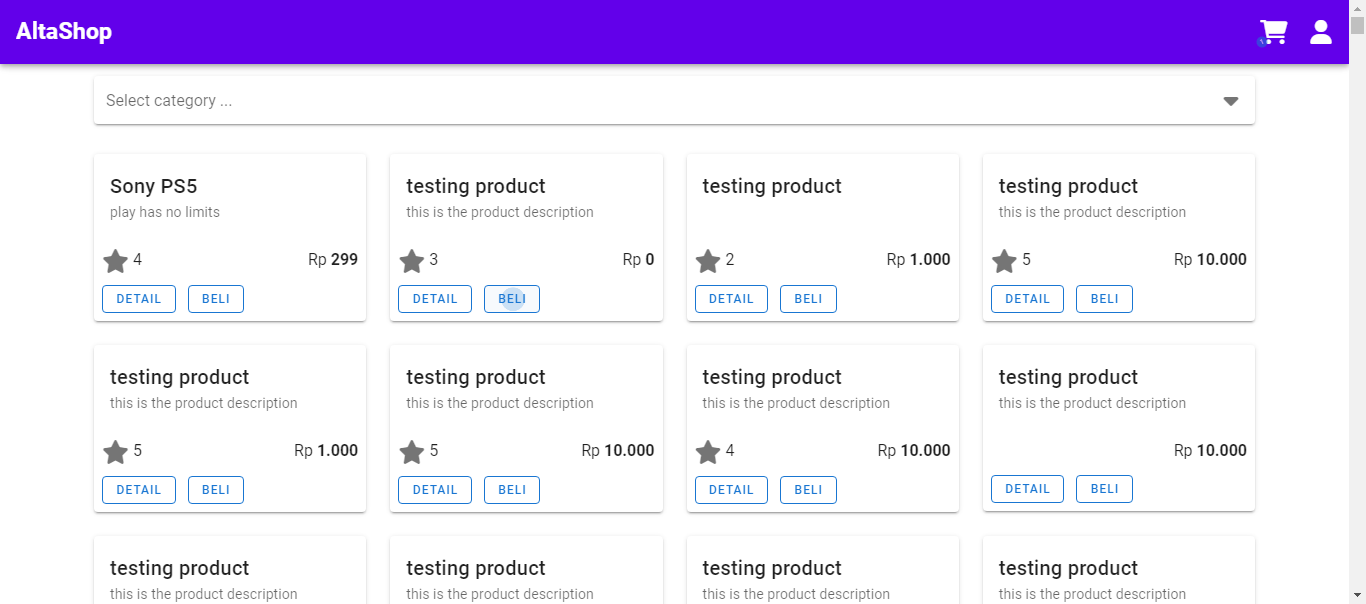 AltaShop
Select category ...
Sony PS5
play has no limits
4
Rp 299
DETAIL
BELI
testing product
this is the product description
3
Rp 0
DETAIL
BELI
testing product
2
Rp 1.000
DETAIL
BELI
testing product
this is the product description
5
Rp 10.000
DETAIL
BELI
testing product
this is the product description
5
Rp 1.000
DETAIL
BELI
testing product
this is the product description
5
Rp 10.000
DETAIL
BELI
testing product
this is the product description
4
Rp 10.000
DETAIL
BELI
testing product
this is the product description
Rp 10.000
DETAIL
BELI
testing product
this is the product description
testing product
this is the product description
testing product
this is the product description
testing product
this is the product description